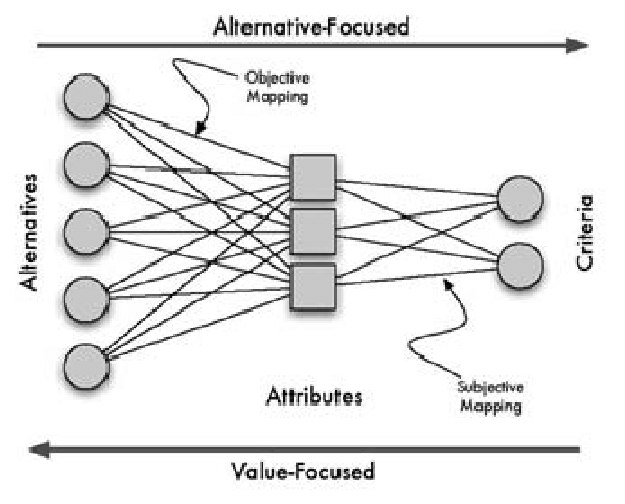 Alternative-Focused
Objective
Mapping
Alternatives
Criteria
Attributes
Subjective
Mapping
Value-Focused